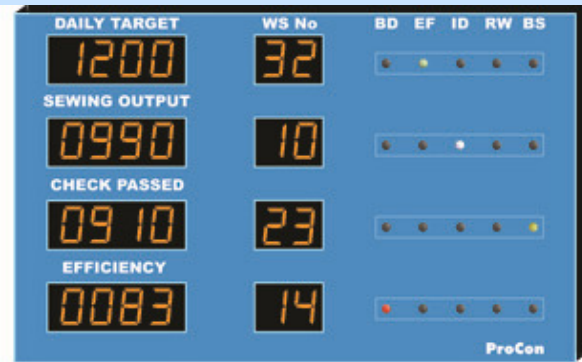 DAILY TARGET WS No BD EF ID RW BS
1200 32
SEWING OUTPUT
0990 10
CHECK PASSED
0910 23
EFFICIENCY
0083 14
ProCon